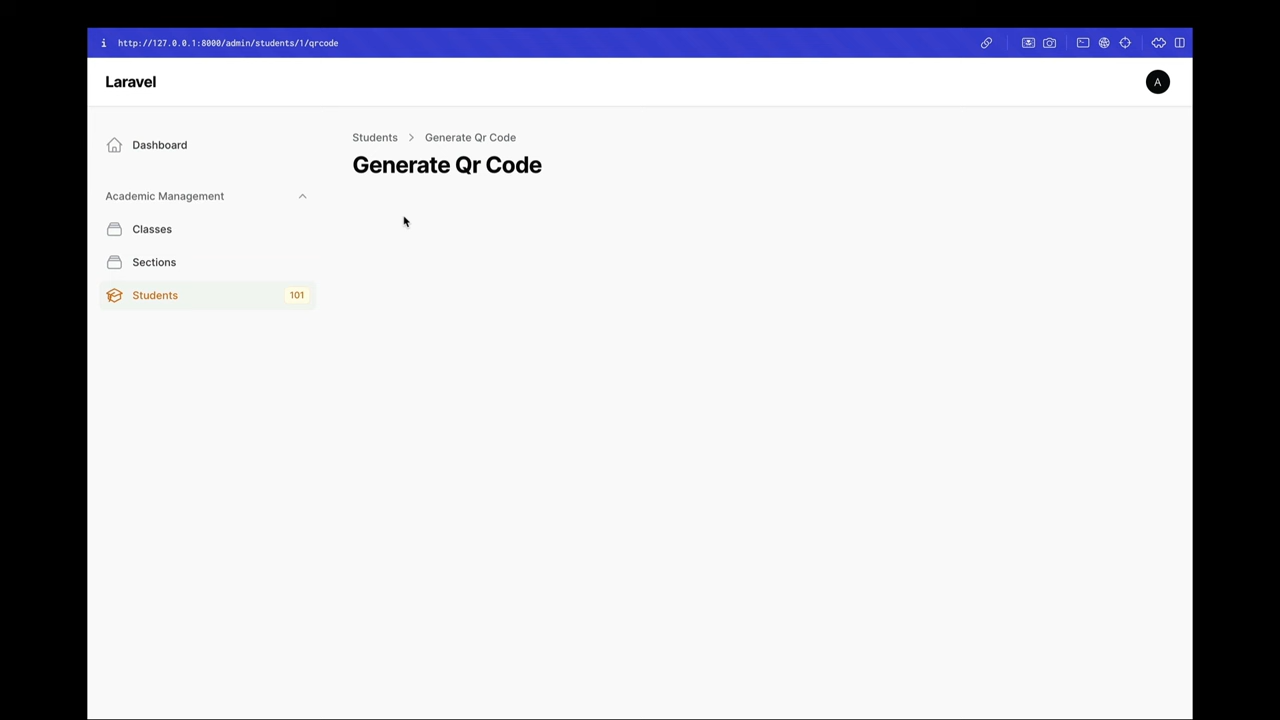 http://127.0.0.1:8000/admin/students/1/qrcode
Laravel
A
Dashboard
Academic Management
Classes
Sections
Students 101
Students > Generate Qr Code
Generate Qr Code